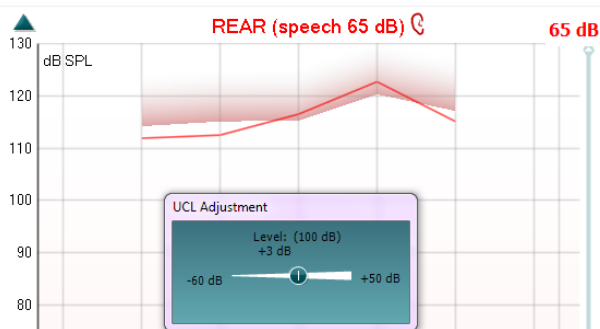 REAR (speech 65 dB)
65 dB
130
dB SPL
120
110
100
UCL Adjustment
Level: (100 dB)
+3 dB
90
-60 dB
+50 dB
80